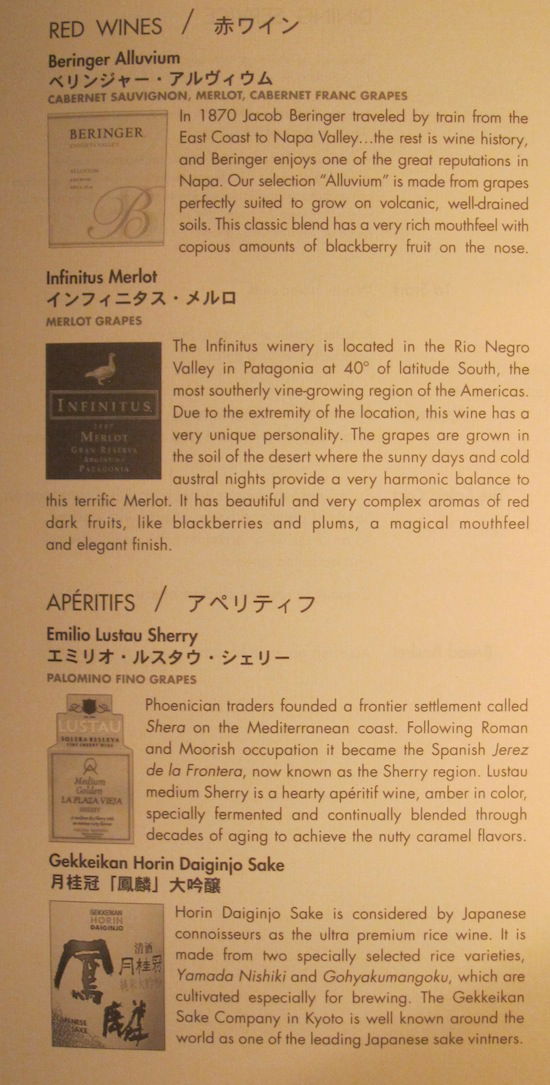 RED WINES / 赤ワイン
Beringer Alluvium
ベリンジャー・アルヴィウム
CABERNET SAUVIGNON, MERLOT, CABERNET FRANC GRAPES
BERINGER
ALLUVIUM
B
In 1870 Jacob Beringer traveled by train from the
East Coast to Napa Valley...the rest is wine history,
and Beringer enjoys one of the great reputations in
Napa. Our selection “Alluvium” is made from grapes
perfectly suited to grow on volcanic, well-drained
soils. This classic blend has a very rich mouthfeel with
copious amounts of blackberry fruit on the nose.
Infinitus Merlot
インフィニタス・メルロ
MERLOT GRAPES
INFINITUS
MERLOT
GRAN RESERVA
PATAGONIA
The Infinitus winery is located in the Rio Negro
Valley in Patagonia at 40° of latitude South, the
most southerly vine-growing region of the Americas.
Due to the extremity of the location, this wine has a
very unique personality. The grapes are grown in
the soil of the desert where the sunny days and cold
austral nights provide a very harmonic balance to
this terrific Merlot. It has beautiful and very complex aromas of red
dark fruits, like blackberries and plums, a magical mouthfeel
and elegant finish.
APÉRITIFS / アペリティフ
Emilio Lustau Sherry
エミリオ・ルスタウ・シェリー
PALOMINO FINO GRAPES
LUSTAU
SOLERA RESERVA
Medium
Golden
LA PLAZA VIEJA
SHERRY
Phoenician traders founded a frontier settlement called
Shera on the Mediterranean coast. Following Roman
and Moorish occupation it became the Spanish Jerez
de la Frontera, now known as the Sherry region. Lustau
medium Sherry is a hearty apéritif wine, amber in color,
specially fermented and continually blended through
decades of aging to achieve the nutty caramel flavors.
Gekkeikan Horin Daiginjo Sake
月桂冠「鳳麟」大吟醸
GEKKEIKAN
HORIN
DAIGINJO
清酒
月桂冠
純米大吟醸
鳳麟
JAPANESE
SAKE
Horin Daiginjo Sake is considered by Japanese
connoisseurs as the ultra premium rice wine. It is
made from two specially selected rice varieties,
Yamada Nishiki and Gohyakumangoku, which are
cultivated especially for brewing. The Gekkeikan
Sake Company in Kyoto is well known around the
world as one of the leading Japanese sake vintners.